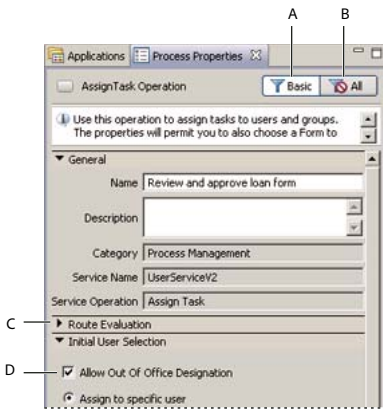 A
B
Applications
Process Properties
AssignTask Operation
Basic
All
Use this operation to assign tasks to users and groups.
The properties will permit you to also choose a Form to
General
Name Review and approve loan form
Description
Category Process Management
Service Name UserServiceV2
Service Operation Assign Task
C
Route Evaluation
Initial User Selection
D
Allow Out Of Office Designation
Assign to specific user